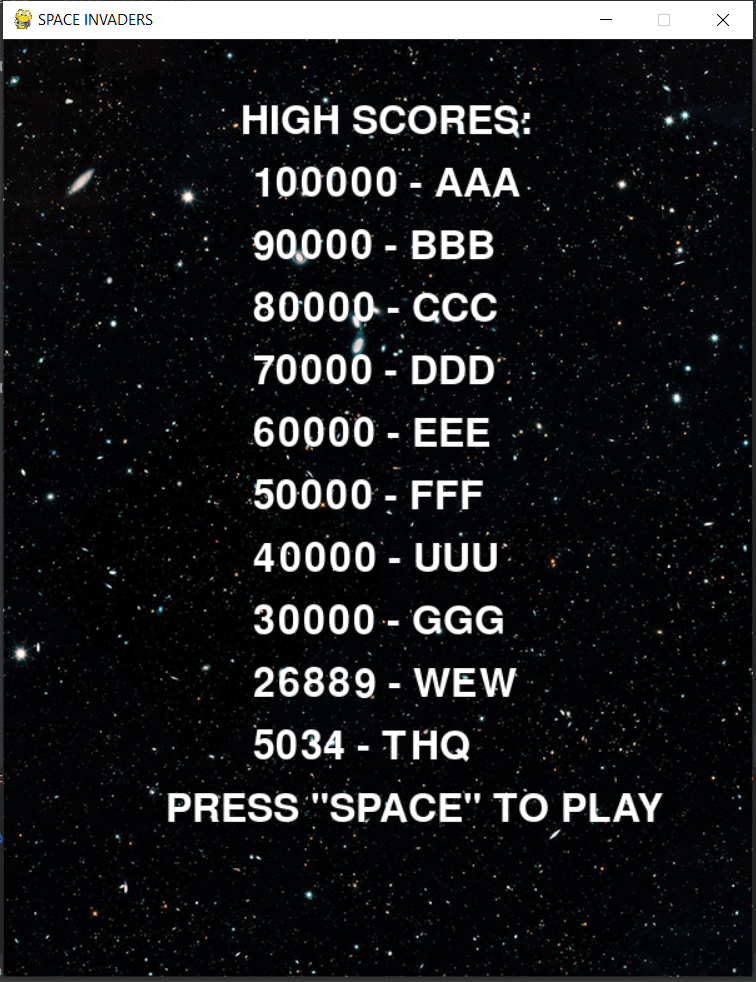 SPACE INVADERS
HIGH SCORES:
100000 - AAA
90000 - BBB
80000 - CCC
70000 - DDD
60000 - EEE
50000 - FFF
40000 - UUU
30000 - GGG
26889 - WEW
5034 - THQ
PRESS "SPACE" TO PLAY